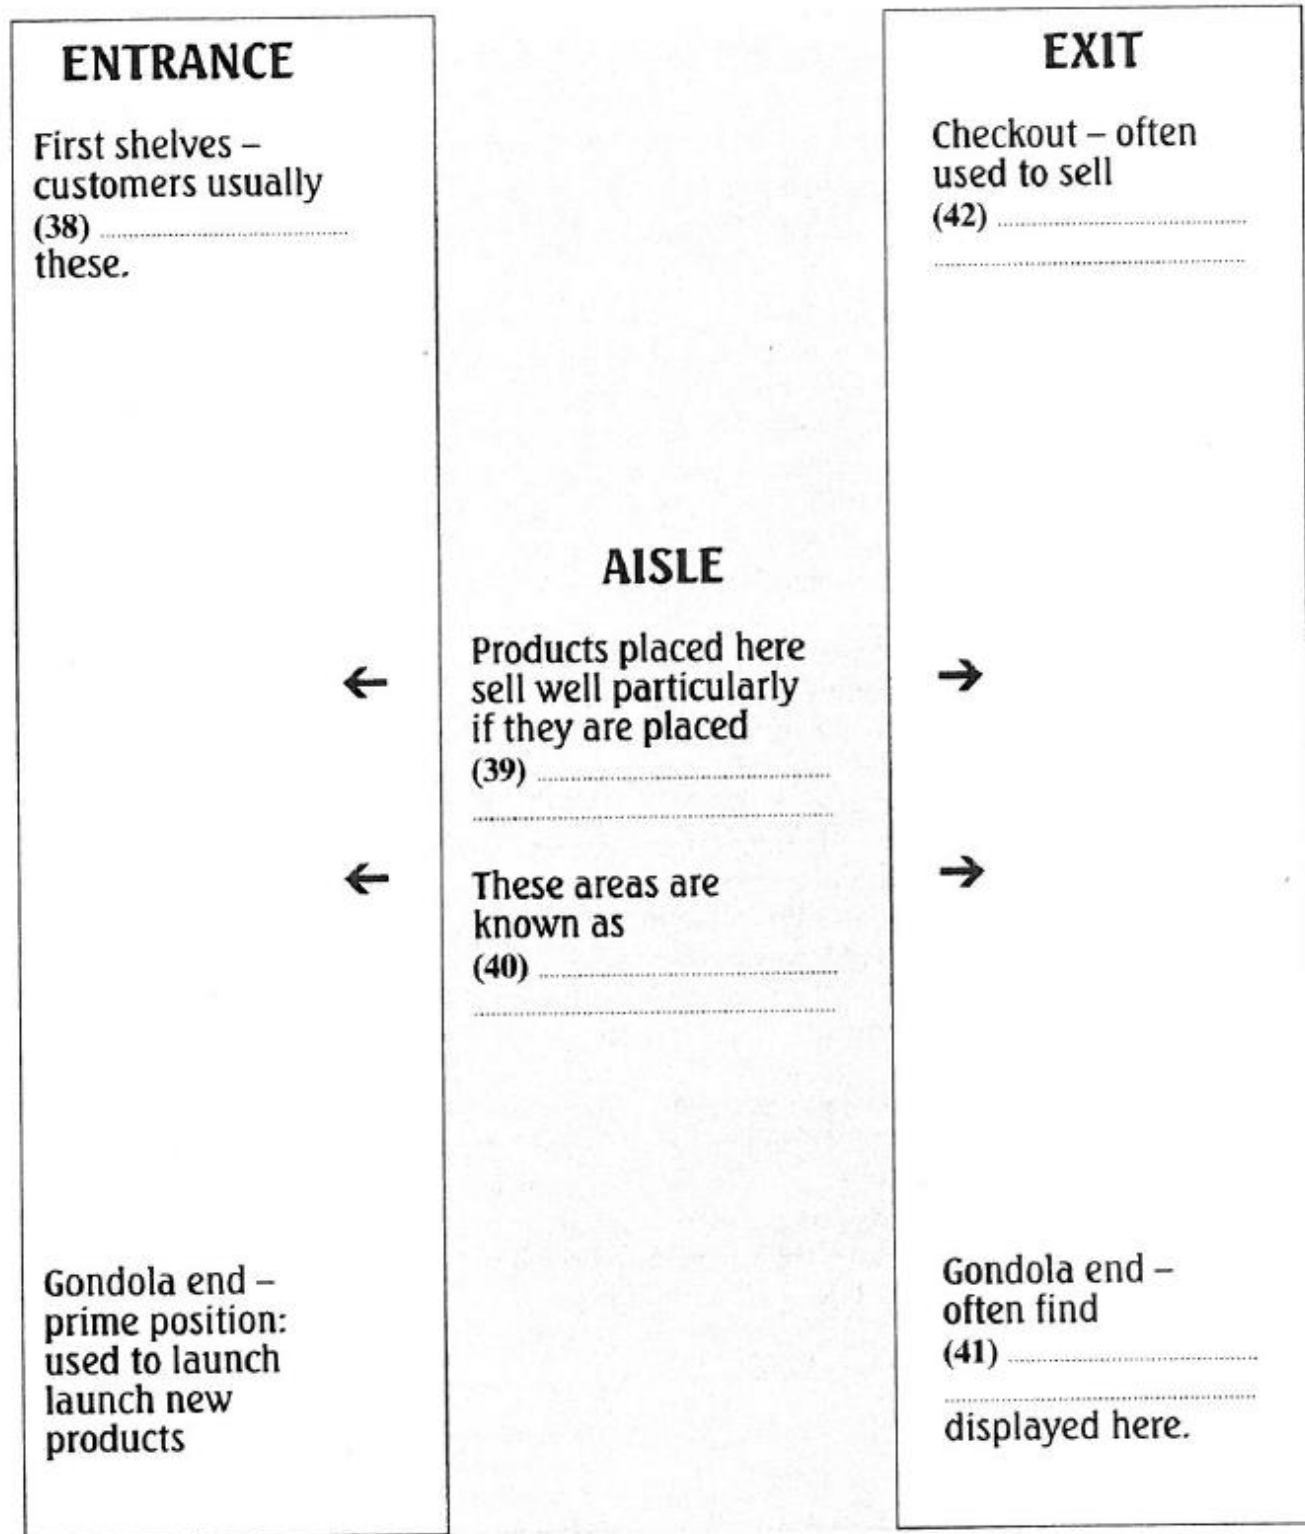 ENTRANCE
First shelves –
customers usually
(38) ........................................
these.
Gondola end –
prime position:
used to launch
launch new
products
AISLE
Products placed here
sell well particularly
if they are placed
(39) ........................................
........................................
These areas are
known as
(40) ........................................
........................................
EXIT
Checkout – often
used to sell
(42) ........................................
........................................
Gondola end –
often find
(41) ........................................
........................................
displayed here.